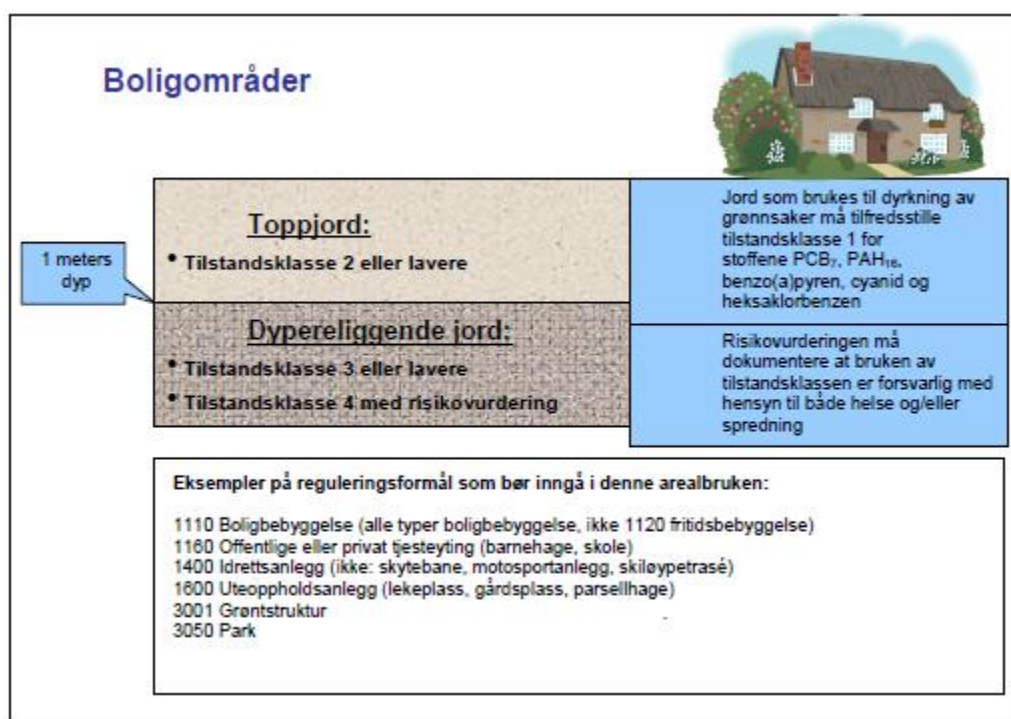 Boligområder
Toppjord:
• Tilstandsklasse 2 eller lavere
Jord som brukes til dyrkning av
grønnsaker må tilfredsstille
tilstandsklasse 1 for
stoffene PCB₇, PAH₁₆,
benzo(a)pyren, cyanid og
heksaklorbenzen
1 meters
dyp
Dypereliggende jord:
• Tilstandsklasse 3 eller lavere
• Tilstandsklasse 4 med risikovurdering
Risikovurderingen må
dokumentere at bruken av
tilstandsklassen er forsvarlig med
hensyn til både helse og/eller
spredning
Eksempler på reguleringsformål som bør inngå i denne arealbruken:
1110 Boligbebyggelse (alle typer boligbebyggelse, ikke 1120 fritidsbebyggelse)
1160 Offentlige eller privat tjesteyting (barnehage, skole)
1400 Idrettsanlegg (ikke: skytebane, motosportanlegg, skiløypetrasé)
1600 Uteoppholdsanlegg (lekeplass, gårdsplass, parsellhage)
3001 Grøntstruktur
3050 Park